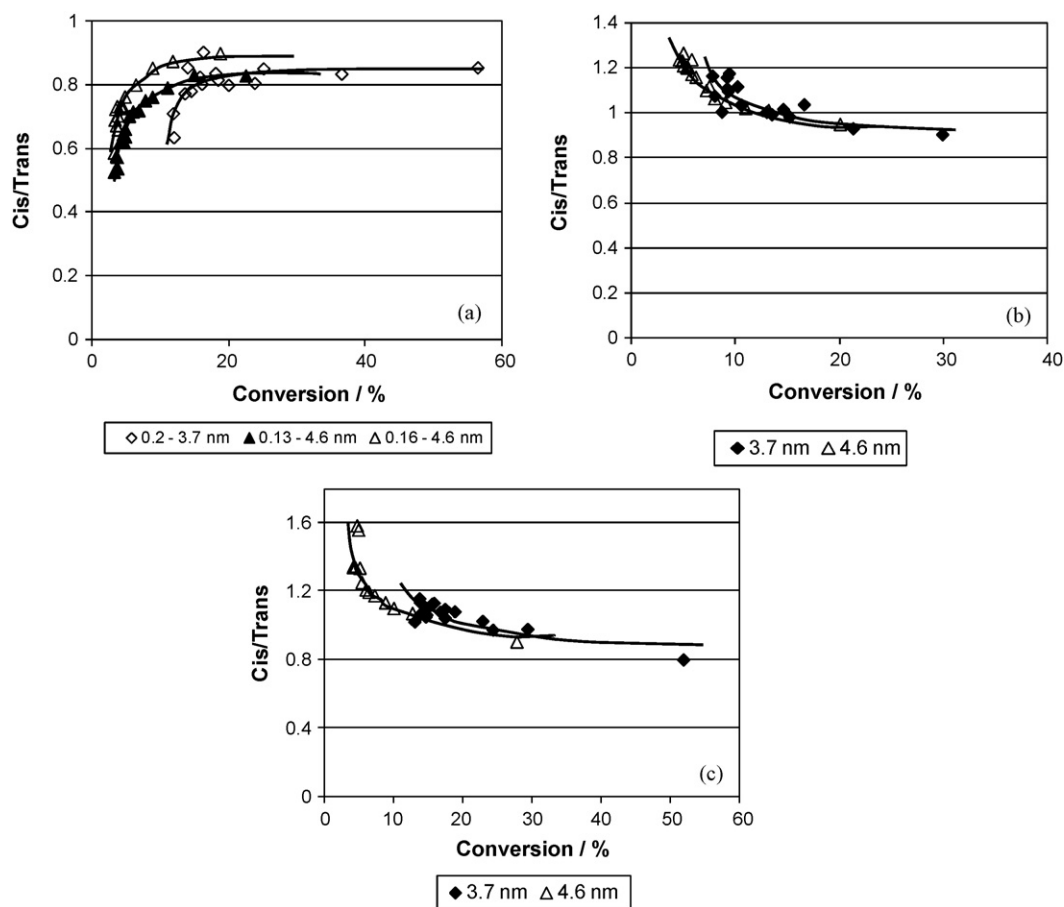 1
0.8
0.6
0.4
0.2
0
Cis/Trans
(a)
0 20 40 60
Conversion / %
◇ 0.2 - 3.7 nm ▲ 0.13 - 4.6 nm △ 0.16 - 4.6 nm
1.4
1.2
1
0.8
0.6
0.4
0.2
0
Cis/Trans
(b)
0 10 20 30 40
Conversion / %
◆ 3.7 nm △ 4.6 nm
1.6
1.2
0.8
0.4
0
Cis/Trans
(c)
0 10 20 30 40 50 60
Conversion / %
◆ 3.7 nm △ 4.6 nm